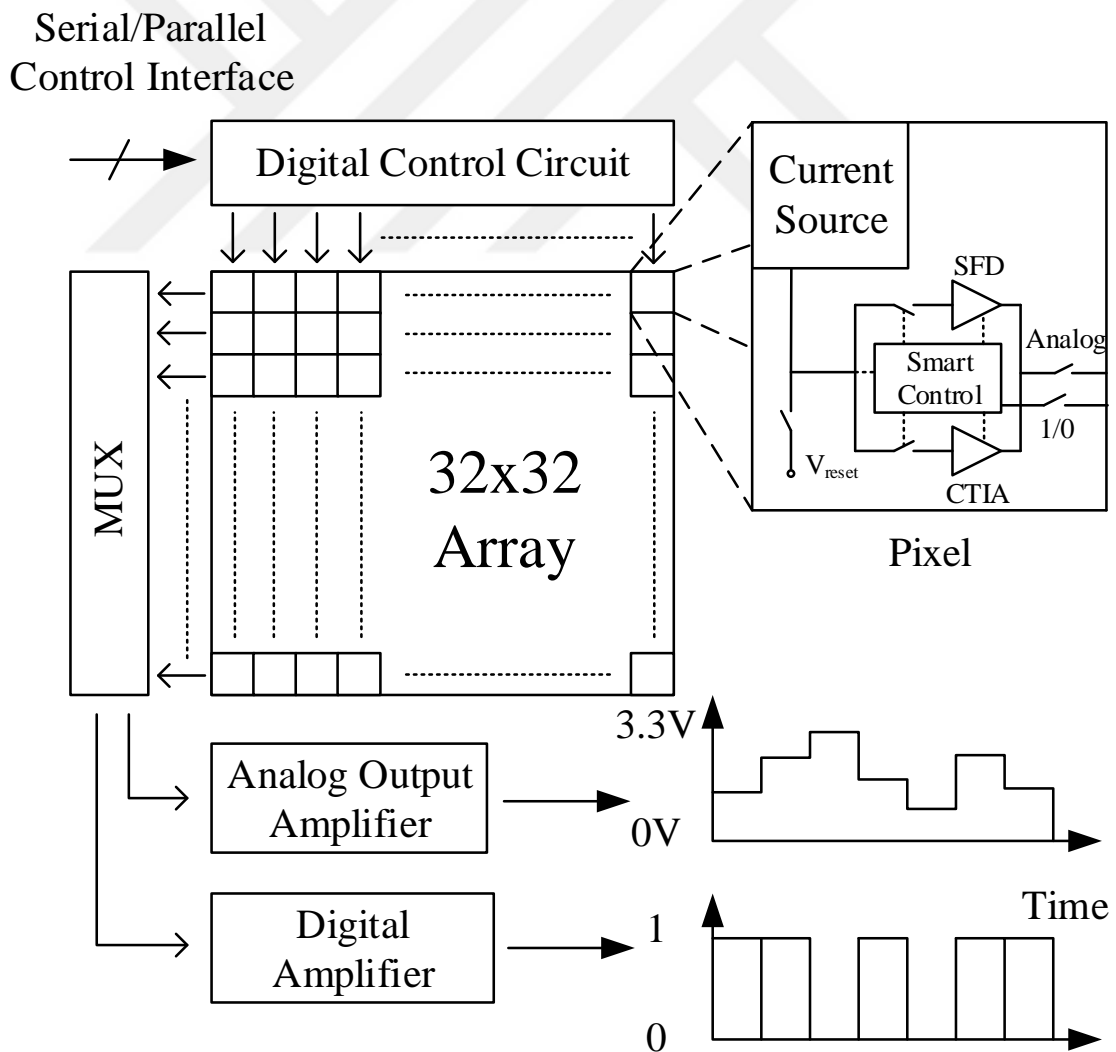 Serial/Parallel
Control Interface
Digital Control Circuit
Current
Source
SFD
Analog
Smart
Control
1/0
Vreset
CTIA
Pixel
MUX
32x32
Array
3.3V
Analog Output
Amplifier
0V
Time
Digital
Amplifier
1
0